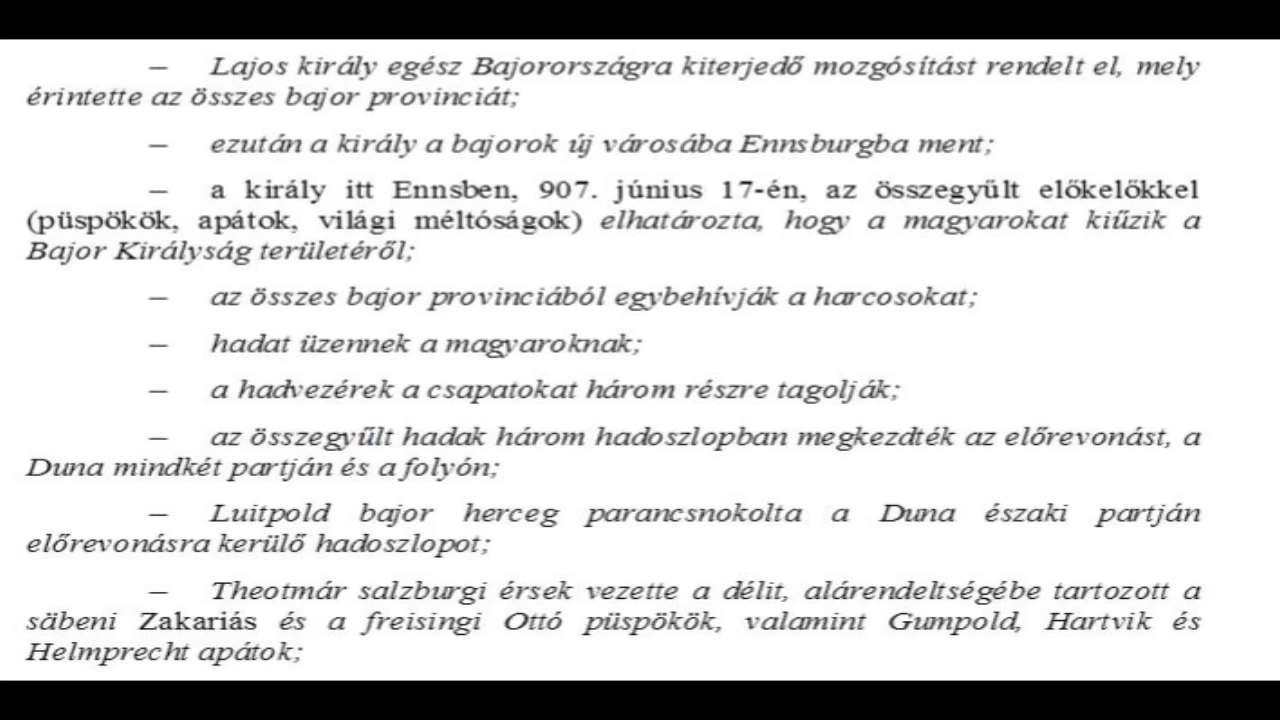 – Lajos király egész Bajorországra kiterjedő mozgósítást rendelt el, mely
érintette az összes bajor provinciát;
– ezután a király a bajorok új városába Ennsburgba ment;
– a király itt Ennsben, 907. június 17-én, az összegyűlt előkelőkkel
(püspökök, apátok, világi méltóságok) elhatározta, hogy a magyarokat kiűzik a
Bajor Királyság területéről;
– az összes bajor provinciából egybehívják a harcosokat;
– hadat üzennek a magyaroknak;
– a hadvezérek a csapatokat három részre tagolják;
– az összegyűlt hadak három hadoszlopban megkezdték az előrevonást, a
Duna mindkét partján és a folyón;
– Luitpold bajor herceg parancsnokolta a Duna északi partján
előrevonásra kerülő hadoszlopot;
– Theotmár salzburgi érsek vezette a délit, alárendeltségébe tartozott a
säbeni Zakariás és a freisingi Ottó püspökök, valamint Gumpold, Hartvik és
Helmprecht apátok;